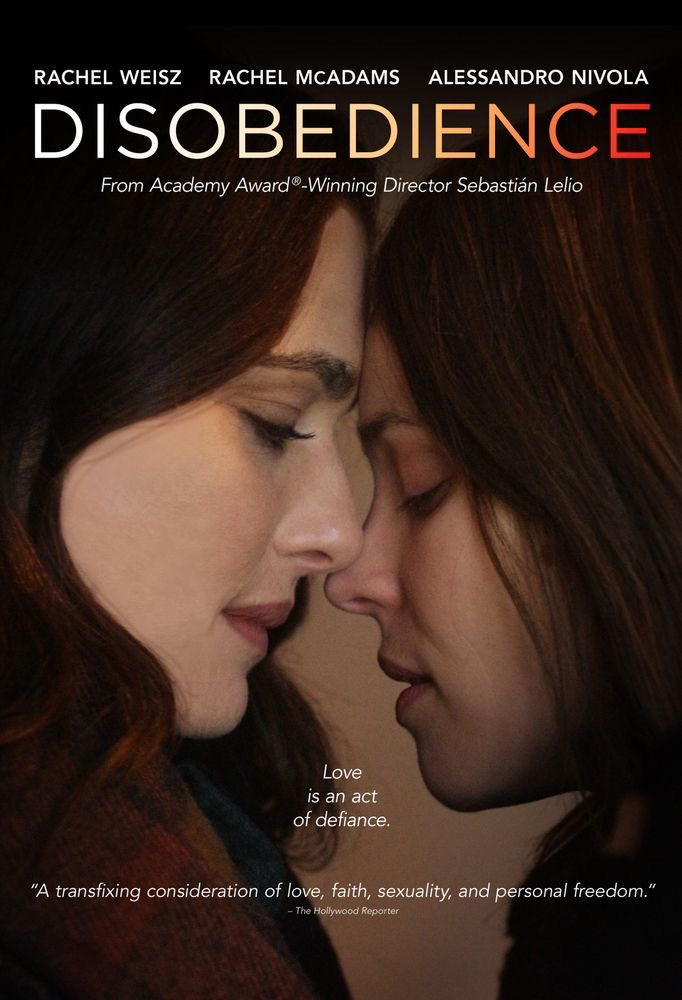 RACHEL WEISZ RACHEL MCADAMS ALESSANDRO NIVOLA
DISOBEDIENCE
From Academy Award®-Winning Director Sebastián Lelio
Love
is an act
of defiance.
“A transfixing consideration of love, faith, sexuality, and personal freedom.”
– The Hollywood Reporter